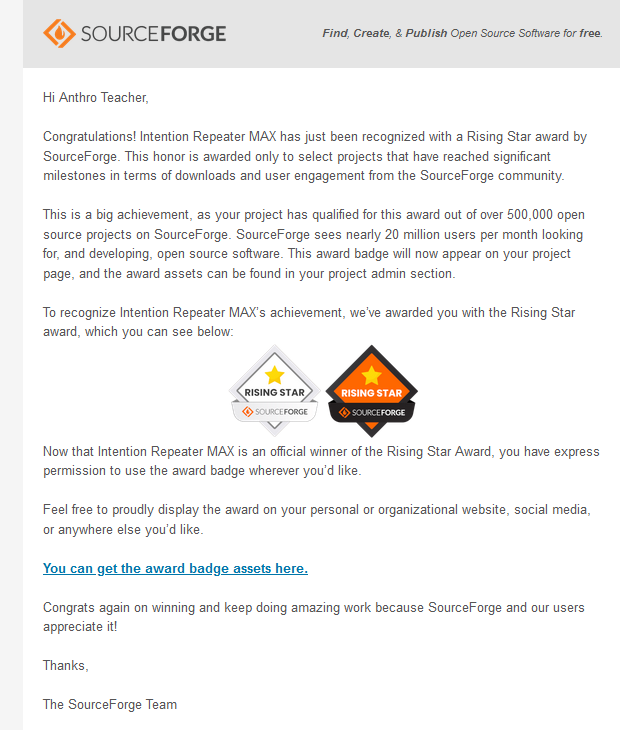 SOURCEFORGE
Find, Create, & Publish Open Source Software for free.
Hi Anthro Teacher,
Congratulations! Intention Repeater MAX has just been recognized with a Rising Star award by
SourceForge. This honor is awarded only to select projects that have reached significant
milestones in terms of downloads and user engagement from the SourceForge community.
This is a big achievement, as your project has qualified for this award out of over 500,000 open
source projects on SourceForge. SourceForge sees nearly 20 million users per month looking
for, and developing, open source software. This award badge will now appear on your project
page, and the award assets can be found in your project admin section.
To recognize Intention Repeater MAX's achievement, we've awarded you with the Rising Star
award, which you can see below:
RISING STAR
SOURCEFORGE
RISING STAR
SOURCEFORGE
Now that Intention Repeater MAX is an official winner of the Rising Star Award, you have express
permission to use the award badge wherever you'd like.
Feel free to proudly display the award on your personal or organizational website, social media,
or anywhere else you'd like.
You can get the award badge assets here.
Congrats again on winning and keep doing amazing work because SourceForge and our users
appreciate it!
Thanks,
The SourceForge Team